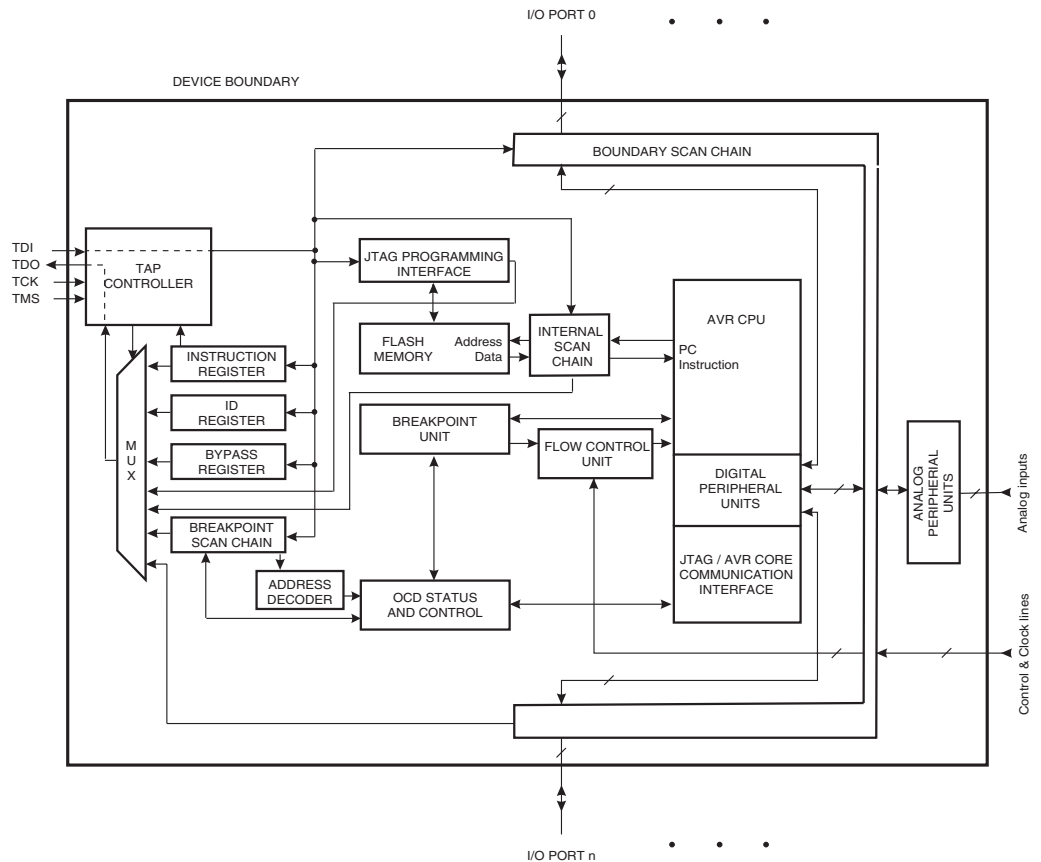 I/O PORT 0
DEVICE BOUNDARY
BOUNDARY SCAN CHAIN
TDI
TDO
TCK
TMS
TAP
CONTROLLER
JTAG PROGRAMMING
INTERFACE
AVR CPU
FLASH
MEMORY
Address
Data
INTERNAL
SCAN
CHAIN
PC
Instruction
INSTRUCTION
REGISTER
ID
REGISTER
BYPASS
REGISTER
M
U
X
BREAKPOINT
UNIT
FLOW CONTROL
UNIT
DIGITAL
PERIPHERAL
UNITS
ANALOG
PERIPHERIAL
UNITS
Analog inputs
BREAKPOINT
SCAN CHAIN
ADDRESS
DECODER
OCD STATUS
AND CONTROL
JTAG / AVR CORE
COMMUNICATION
INTERFACE
Control & Clock lines
I/O PORT n